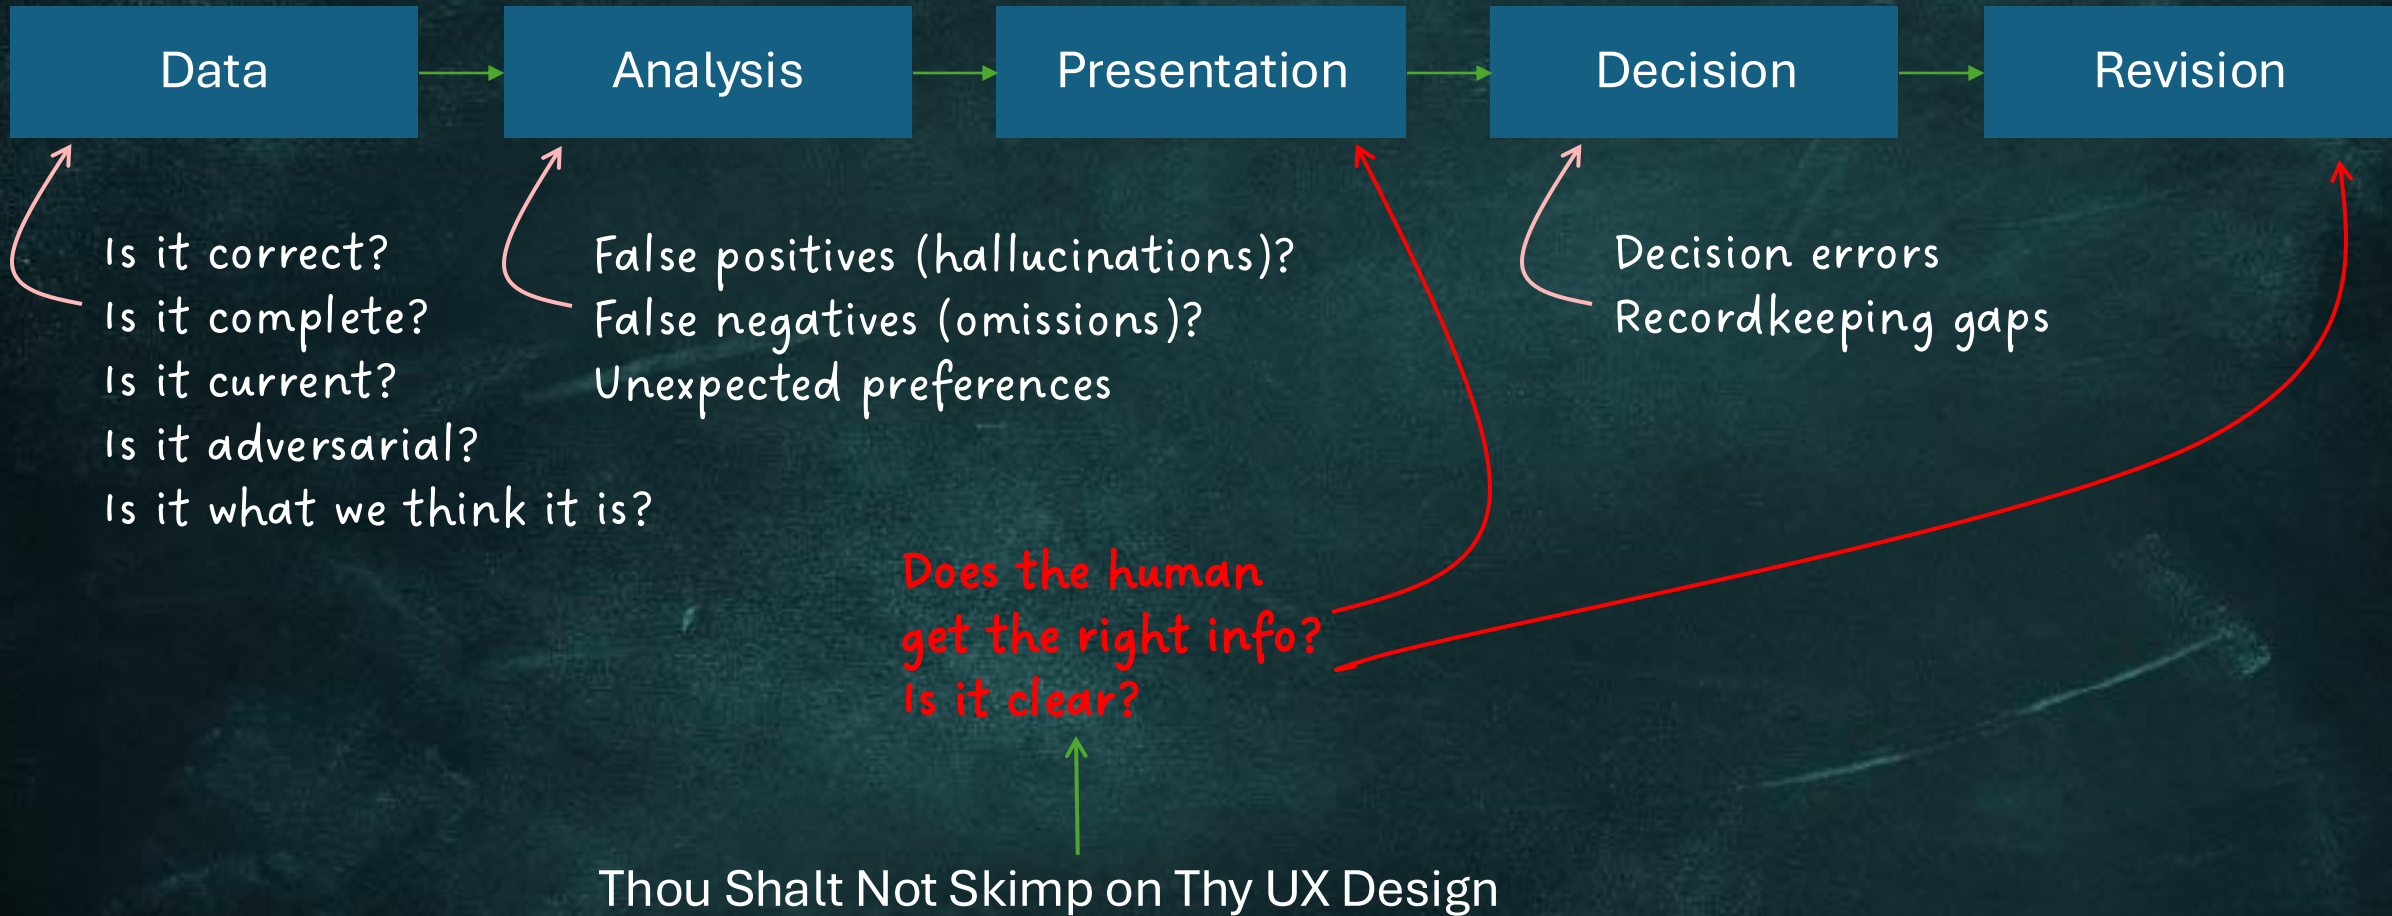 Data
Analysis
Presentation
Decision
Revision
Is it correct?
Is it complete?
Is it current?
Is it adversarial?
Is it what we think it is?
False positives (hallucinations)?
False negatives (omissions)?
Unexpected preferences
Decision errors
Recordkeeping gaps
Does the human
get the right info?
Is it clear?
Thou Shalt Not Skimp on Thy UX Design